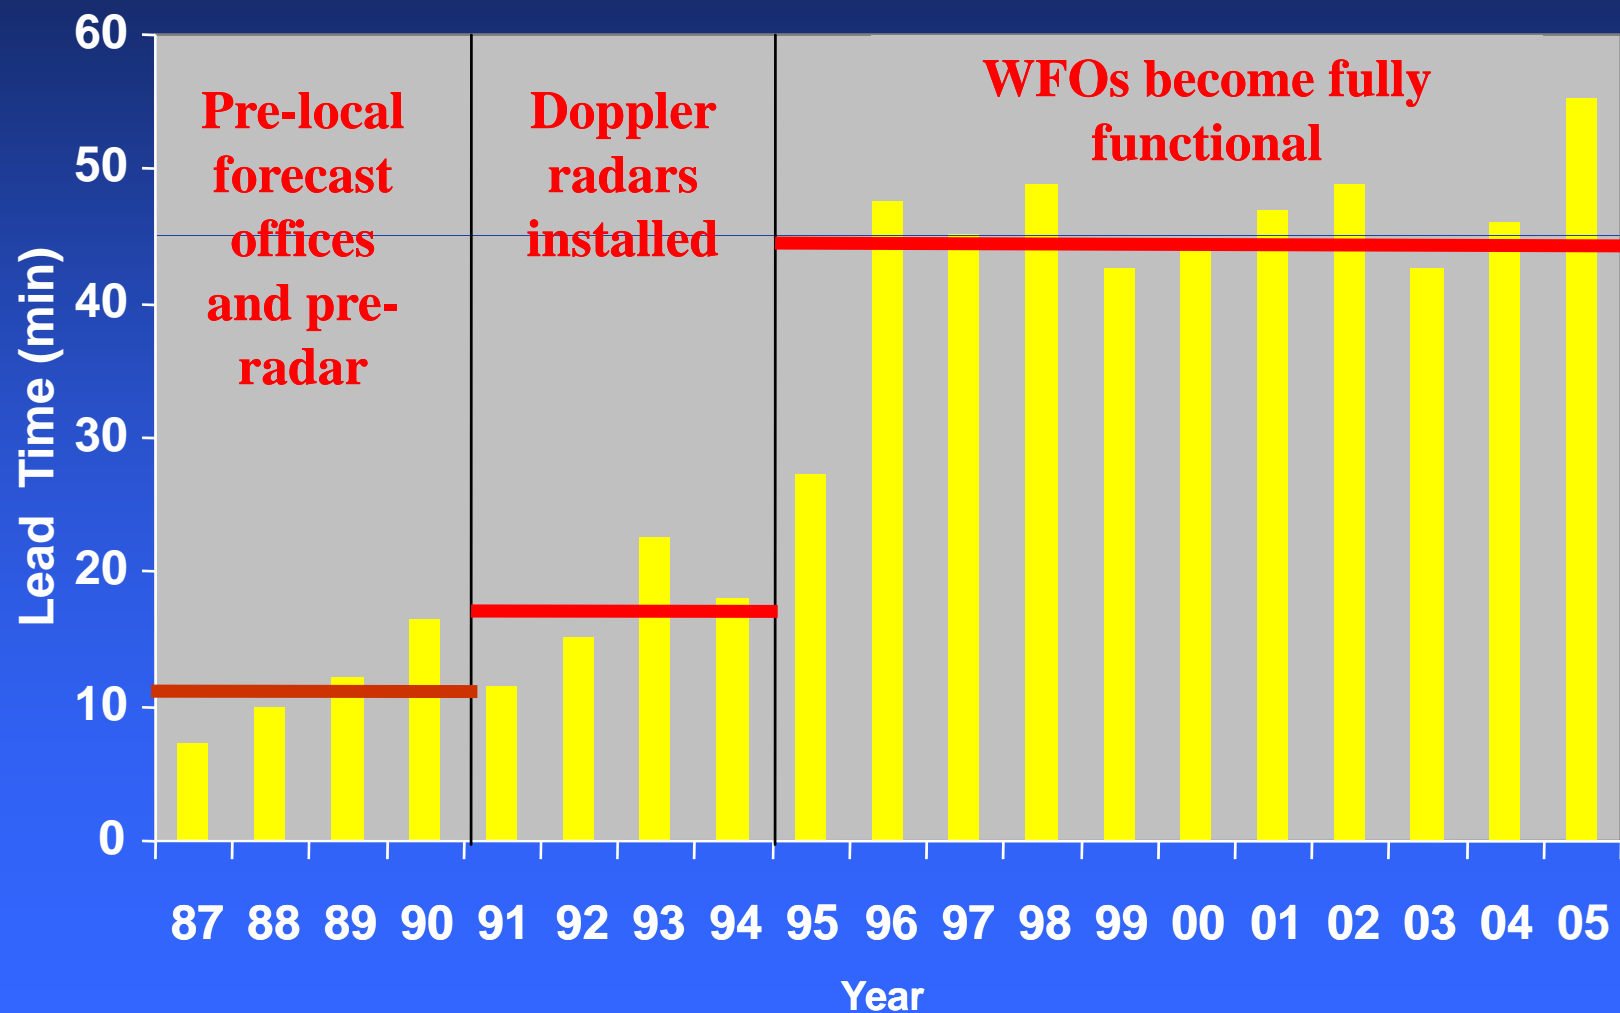 60
50
40
30
20
10
0
Lead Time (min)
Pre-local
forecast
offices
and pre-
radar
Doppler
radars
installed
WFOs become fully
functional
87 88 89 90 91 92 93 94 95 96 97 98 99 00 01 02 03 04 05
Year